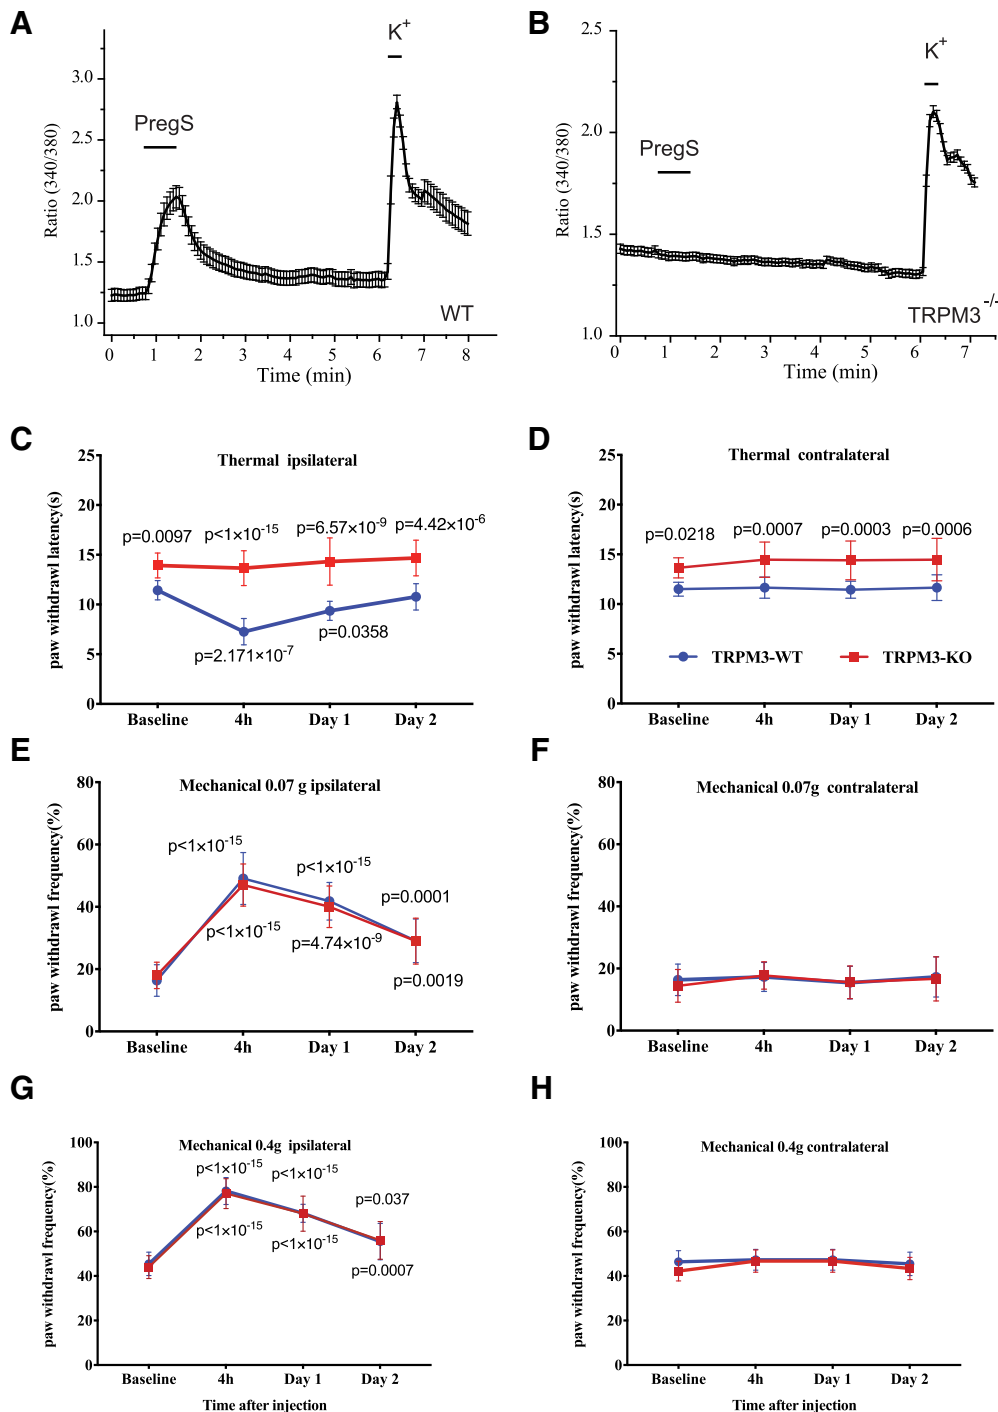 A
K+
3.0
PregS
2.5
2.0
1.5
1.0
Ratio (340/380)
WT
0 1 2 3 4 5 6 7 8
Time (min)
B
2.5
K+
2.0
PregS
1.5
1.0
Ratio (340/380)
TRPM3-/-
0 1 2 3 4 5 6 7
Time (min)
C
Thermal ipsilateral
paw withdrawl latency(s)
25
20
15
10
5
0
p=0.0097
p<1×10-15
p=6.57×10-9
p=4.42×10-6
p=2.171×10-7
p=0.0358
Baseline 4h Day 1 Day 2
D
Thermal contralateral
paw withdrawl latency(s)
25
20
15
10
5
0
p=0.0218
p=0.0007
p=0.0003
p=0.0006
TRPM3-WT
TRPM3-KO
Baseline 4h Day 1 Day 2
E
Mechanical 0.07 g ipsilateral
paw withdrawl frequency(%)
80
60
40
20
0
p<1×10-15
p<1×10-15
p=0.0001
p<1×10-15
p=4.74×10-9
p=0.0019
Baseline 4h Day 1 Day 2
F
Mechanical 0.07g contralateral
paw withdrawl frequency(%)
80
60
40
20
0
Baseline 4h Day 1 Day 2
G
Mechanical 0.4g ipsilateral
paw withdrawl frequency(%)
100
80
60
40
20
0
p<1×10-15
p<1×10-15
p=0.037
p<1×10-15
p<1×10-15
p=0.0007
Baseline 4h Day 1 Day 2
Time after injection
H
Mechanical 0.4g contralateral
paw withdrawl frequency(%)
100
80
60
40
20
0
Baseline 4h Day 1 Day 2
Time after injection